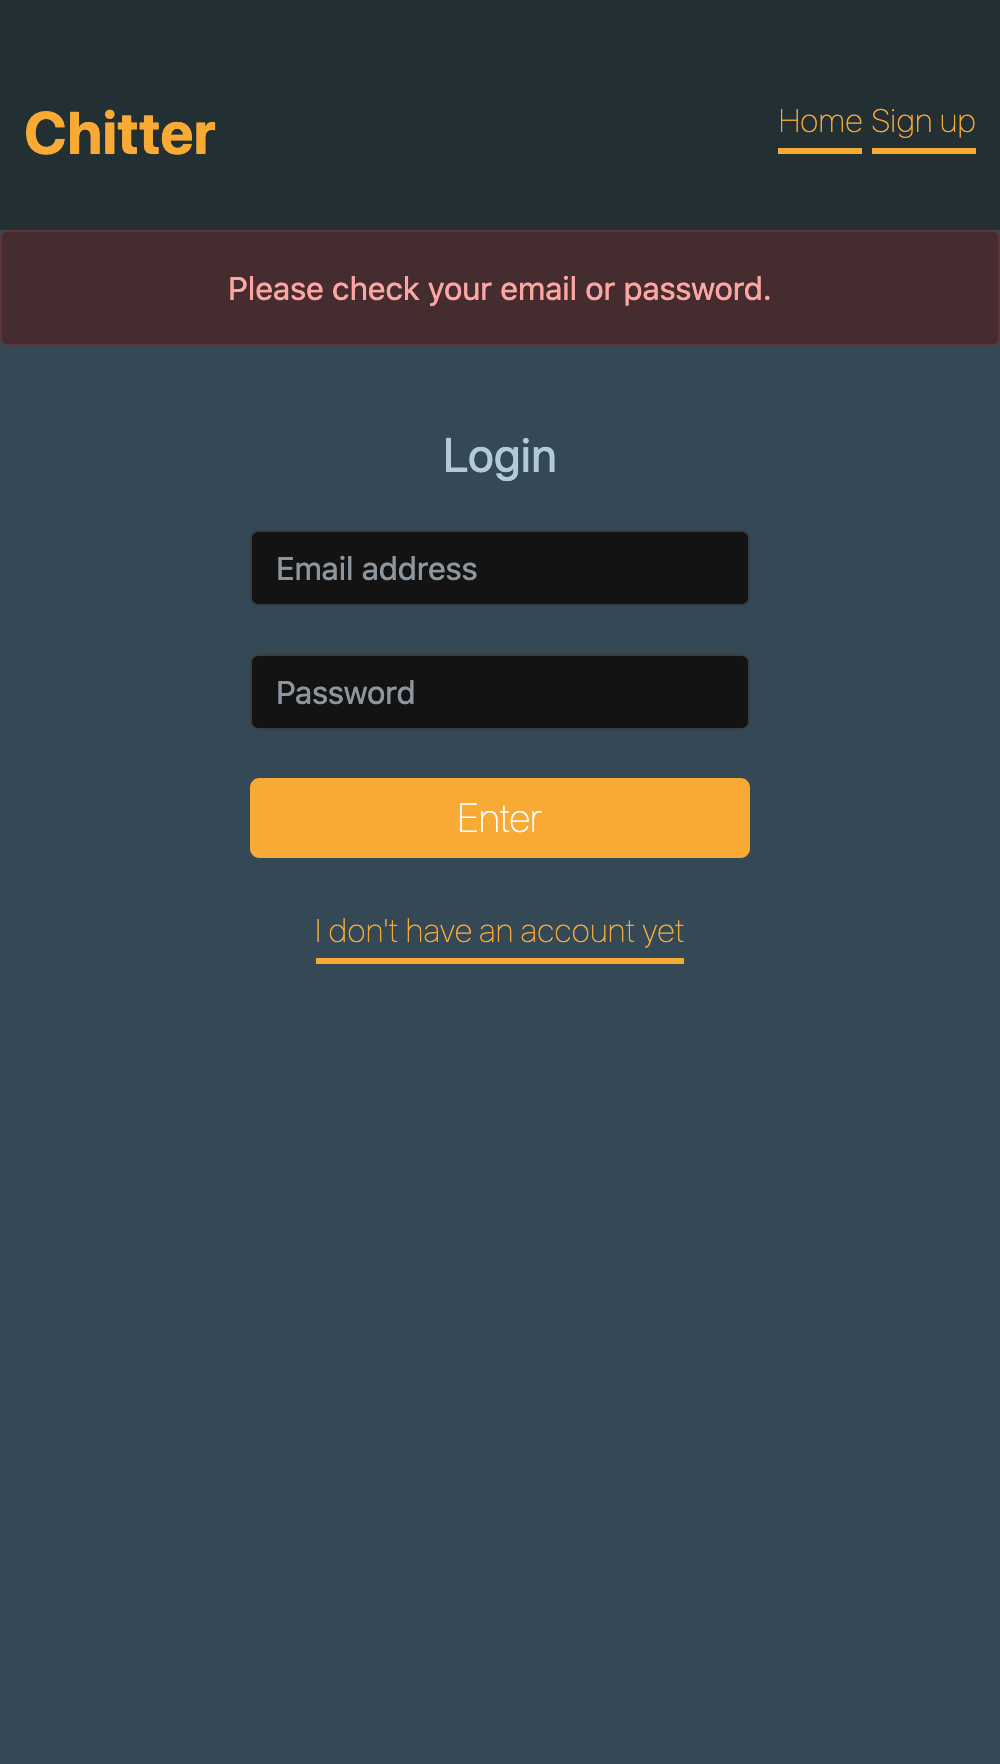 Chitter
Home Sign up
Please check your email or password.
Login
Email address
Password
Enter
I don't have an account yet